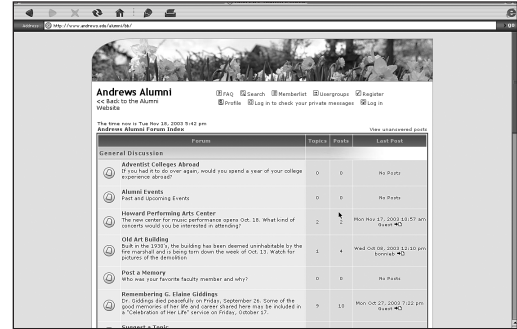 address http://www.andrews.edu/alumni/bb/ go
Andrews Alumni
<< Back to the Alumni
Website
FAQ Search Memberlist Usergroups Register
Profile Log in to check your private messages Log in
The time now is Tue Nov 18, 2003 5:42 pm
Andrews Alumni Forum Index View unanswered posts
Forum Topics Posts Last Post
General Discussion
Adventist Colleges Abroad
If you had it to do over again, would you spend a year of your college
experience abroad?
0 0 No Posts
Alumni Events
Past and Upcoming Events
0 0 No Posts
Howard Performing Arts Center
The new center for music performance opens Oct. 18. What kind of
concerts would you be interested in attending?
2 2 Mon Nov 17, 2003 10:57 am
Guest
Old Art Building
Built in the 1930's, the building has been deemed uninhabitable by the
fire marshall and is being torn down the week of Oct. 13. Watch for
pictures of the demolition
1 4 Wed Oct 08, 2003 12:10 pm
bonnieb
Post a Memory
Who was your favorite faculty member and why?
0 0 No Posts
Remembering G. Elaine Giddings
Dr. Giddings died peacefully on Friday, September 26. Some of the
good memories of her life and career shared here may be included in
a "Celebration of Her Life" service on Friday, October 17.
9 10 Mon Oct 27, 2003 7:22 pm
Guest
Suggest a Topic